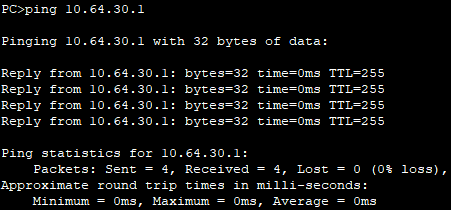 PC>ping 10.64.30.1
Pinging 10.64.30.1 with 32 bytes of data:
Reply from 10.64.30.1: bytes=32 time=0ms TTL=255
Reply from 10.64.30.1: bytes=32 time=0ms TTL=255
Reply from 10.64.30.1: bytes=32 time=0ms TTL=255
Reply from 10.64.30.1: bytes=32 time=0ms TTL=255
Ping statistics for 10.64.30.1:
Packets: Sent = 4, Received = 4, Lost = 0 (0% loss),
Approximate round trip times in milli-seconds:
Minimum = 0ms, Maximum = 0ms, Average = 0ms